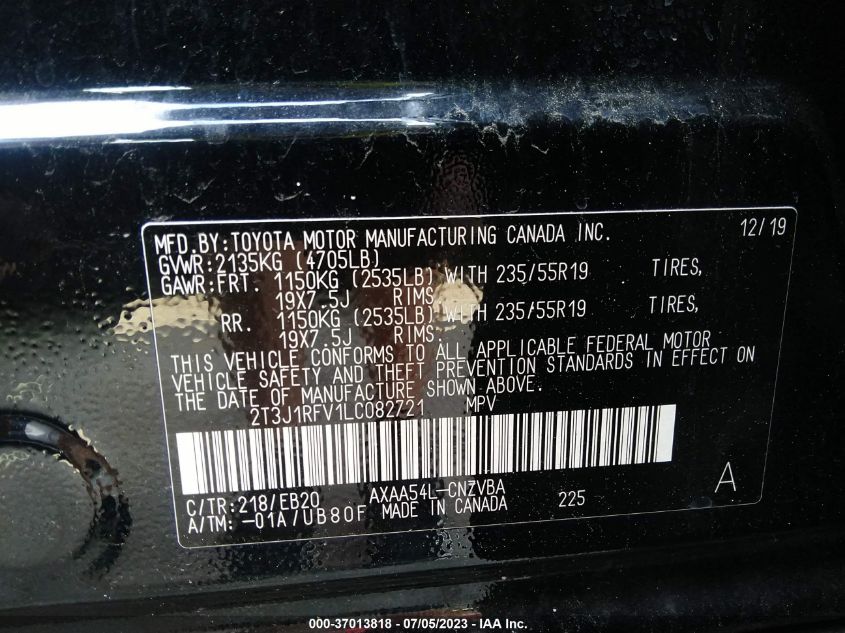 12/19
MFD.BY:TOYOTA MOTOR MANUFACTURING CANADA INC.
GVWR:2135KG (4705LB)
GAWR:FRT. 1150KG (2535LB) WITH 235/55R19 TIRES,
19X7.5J RIMS,
RR. 1150KG (2535LB) WITH 235/55R19 TIRES,
19X7.5J RIMS.
THIS VEHICLE CONFORMS TO ALL APPLICABLE FEDERAL MOTOR
VEHICLE SAFETY AND THEFT PREVENTION STANDARDS IN EFFECT ON
THE DATE OF MANUFACTURE SHOWN ABOVE.
2T3J1RFV1LC082721 MPV
C/TR:218/EB20 AXAA54L-CNZVBA A
A/TM: -01A/UB80F MADE IN CANADA 225
000-37013818 - 07/05/2023 - IAA Inc.